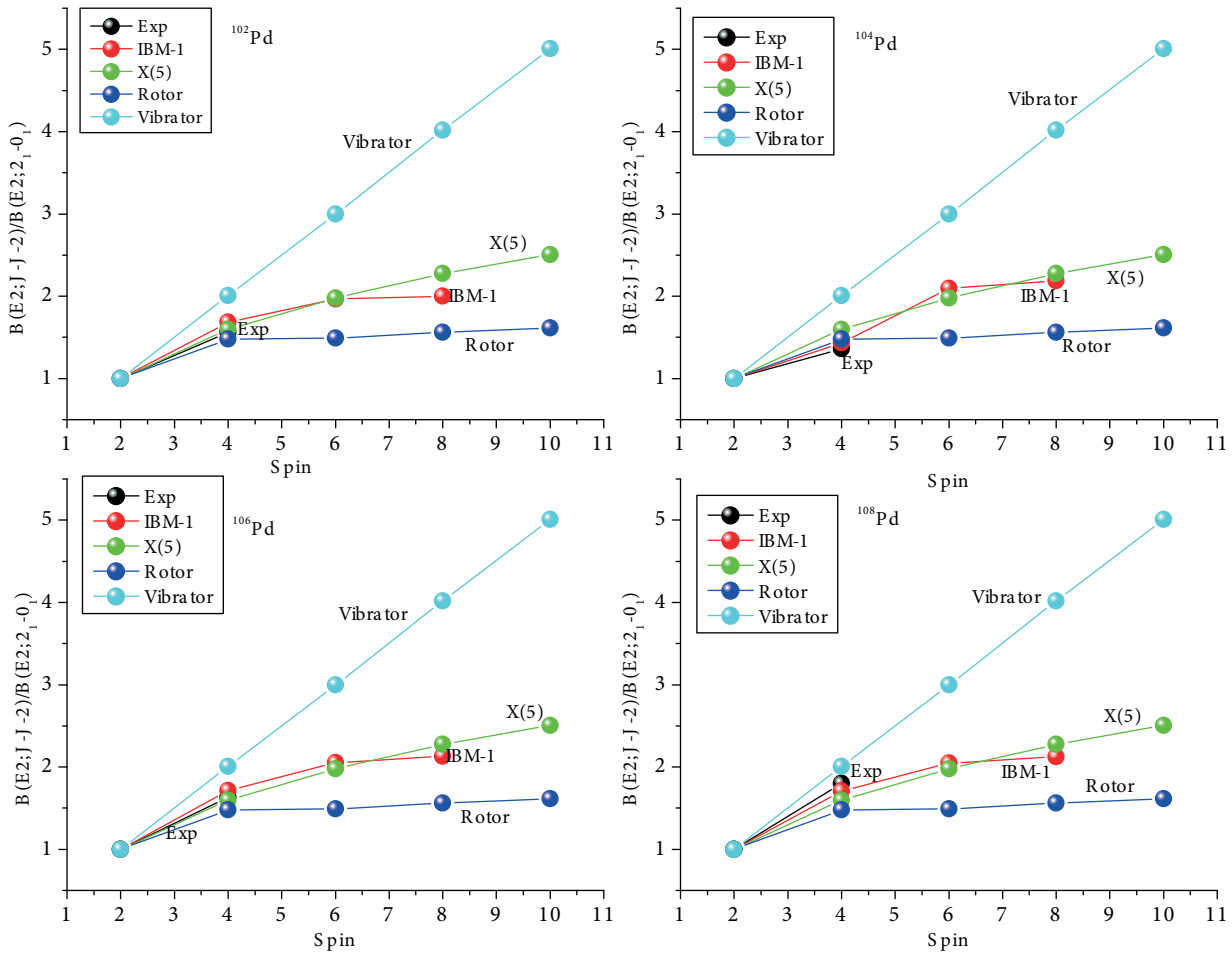 Exp
IBM-1
X(5)
Rotor
Vibrator
¹⁰²Pd
B(E2;J-J-2)/B(E2;2₁-0₁)
5
4
3
2
1
Vibrator
X(5)
IBM-1
Exp
Rotor
1 2 3 4 5 6 7 8 9 10 11
Spin
Exp
IBM-1
X(5)
Rotor
Vibrator
¹⁰⁴Pd
B(E2;J-J-2)/B(E2;2₁-0₁)
5
4
3
2
1
Vibrator
X(5)
IBM-1
Rotor
Exp
1 2 3 4 5 6 7 8 9 10 11
Spin
Exp
IBM-1
X(5)
Rotor
Vibrator
¹⁰⁶Pd
B(E2;J-J-2)/B(E2;2₁-0₁)
5
4
3
2
1
Vibrator
X(5)
IBM-1
Rotor
Exp
1 2 3 4 5 6 7 8 9 10 11
Spin
Exp
IBM-1
X(5)
Rotor
Vibrator
¹⁰⁸Pd
B(E2;J-J-2)/B(E2;2₁-0₁)
5
4
3
2
1
Vibrator
X(5)
Exp
IBM-1
Rotor
1 2 3 4 5 6 7 8 9 10 11
Spin